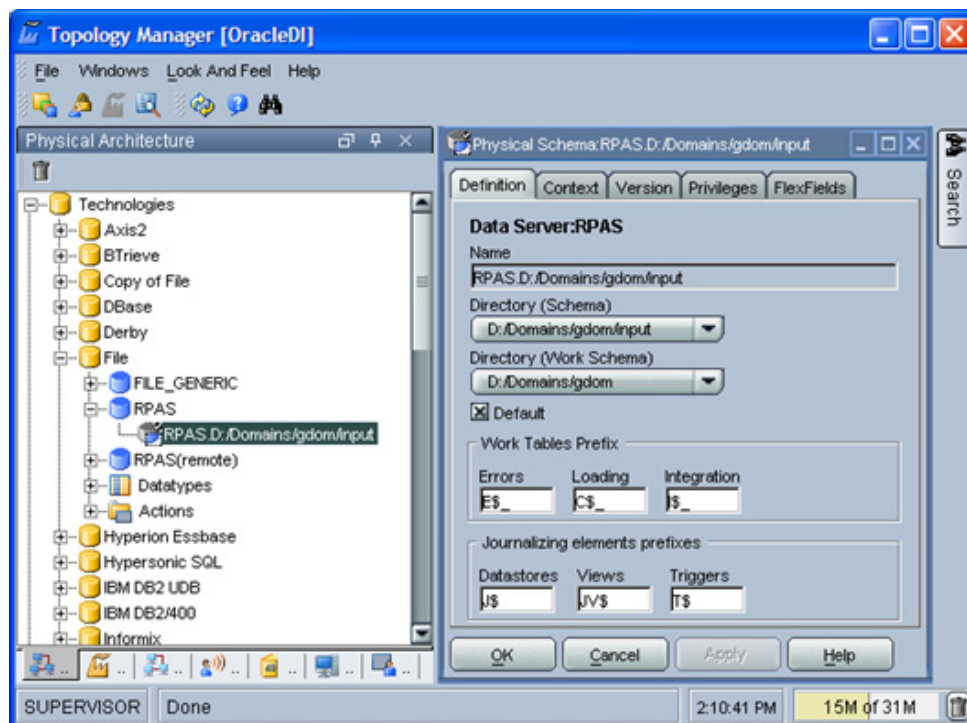 Topology Manager [OracleDI]
File Windows Look And Feel Help
Physical Architecture
Technologies
Axis2
BTrieve
Copy of File
DBase
Derby
File
FILE_GENERIC
RPAS
RPAS.D:/Domains/gdom/input
RPAS(remote)
Datatypes
Actions
Hyperion Essbase
Hypersonic SQL
IBM DB2 UDB
IBM DB2/400
Informix
.. .. .. .. .. .. ..
Physical Schema:RPAS.D:/Domains/gdom/input
Definition Context Version Privileges FlexFields
Data Server:RPAS
Name
RPAS.D:/Domains/gdom/input
Directory (Schema)
D:/Domains/gdom/input
Directory (Work Schema)
D:/Domains/gdom
Default
Work Tables Prefix
Errors Loading Integration
E$_ C$_ I$_
Journalizing elements prefixes
Datastores Views Triggers
J$ JV$ T$
OK Cancel Apply Help
Search
SUPERVISOR Done 2:10:41 PM 15M of 31M